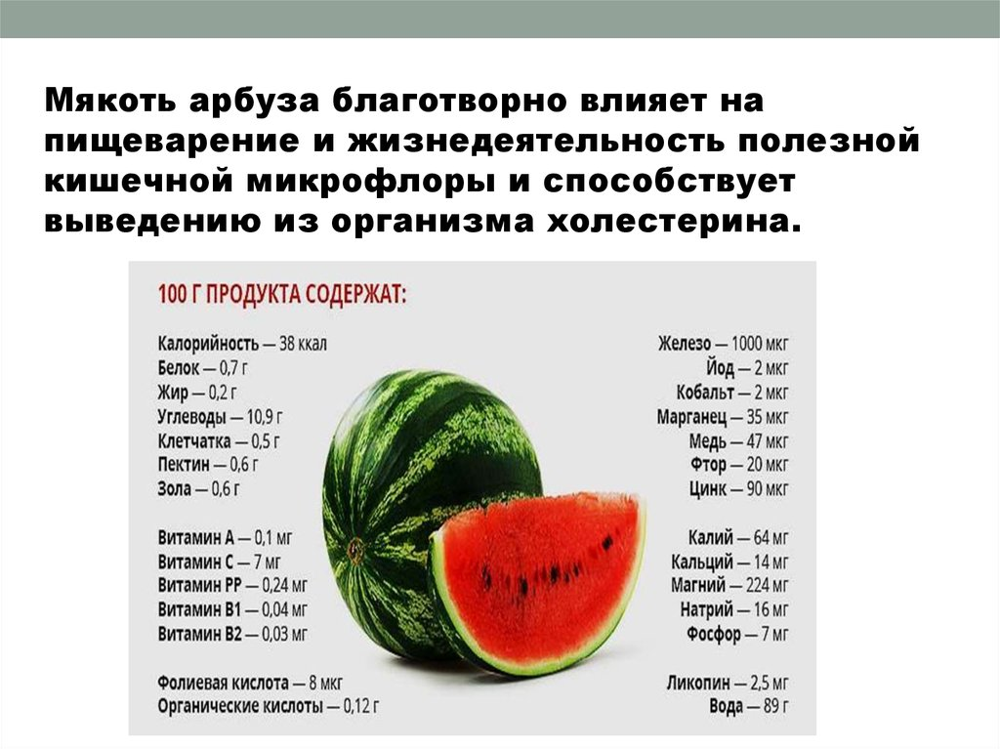 Мякоть арбуза благотворно влияет на
пищеварение и жизнедеятельность полезной
кишечной микрофлоры и способствует
выведению из организма холестерина.
100 Г ПРОДУКТА СОДЕРЖАТ:
Калорийность — 38 ккал
Белок — 0,7 г
Жир — 0,2 г
Углеводы — 10,9 г
Клетчатка — 0,5 г
Пектин — 0,6 г
Зола — 0,6 г
Витамин А — 0,1 мг
Витамин С — 7 мг
Витамин РР — 0,24 мг
Витамин В1 — 0,04 мг
Витамин В2 — 0,03 мг
Фолиевая кислота — 8 мкг
Органические кислоты — 0,12 г
Железо — 1000 мкг
Йод — 2 мкг
Кобальт — 2 мкг
Марганец — 35 мкг
Медь — 47 мкг
Фтор — 20 мкг
Цинк — 90 мкг
Калий — 64 мг
Кальций — 14 мг
Магний — 224 мг
Натрий — 16 мг
Фосфор — 7 мг
Ликопин — 2,5 мг
Вода — 89 г